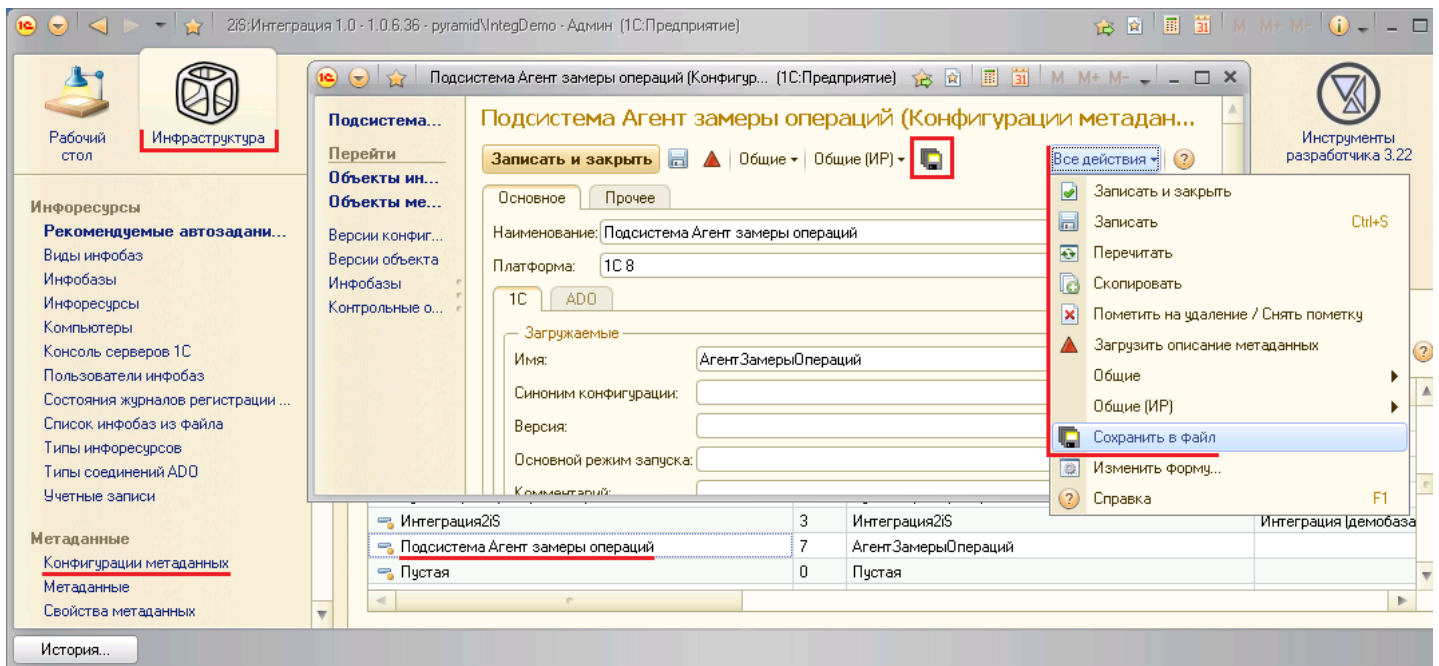 2iS:Интеграция 1.0 - 1.0.6.36 - pyramid\IntegDemo - Админ (1С:Предприятие)
31 M M+ M-
Рабочий
стол
Инфраструктура
Инструменты
разработчика 3.22
Инфоресурсы
Рекомендуемые автозадани...
Виды инфобаз
Инфобазы
Инфоресурсы
Компьютеры
Консоль серверов 1С
Пользователи инфобаз
Состояния журналов регистрации ...
Список инфобаз из файла
Типы инфоресурсов
Типы соединений ADO
Учетные записи
Метаданные
Конфигурации метаданных
Метаданные
Свойства метаданных
Подсистема Агент замеры операций (Конфигур... (1С:Предприятие)
31 M M+ M-
Подсистема...
Перейти
Объекты ин...
Объекты ме...
Версии конфиг...
Версии объекта
Инфобазы
Контрольные о...
Подсистема Агент замеры операций (Конфигурации метадан...
Записать и закрыть
Общие
Общие (ИР)
Все действия
Основное
Прочее
Наименование: Подсистема Агент замеры операций
Платформа: 1С 8
1С
ADO
Загружаемые
Имя: АгентЗамерыОпераций
Синоним конфигурации:
Версия:
Основной режим запуска:
Комментарий:
Записать и закрыть
Записать Ctrl+S
Перечитать
Скопировать
Пометить на удаление / Снять пометку
Загрузить описание метаданных
Общие
Общие (ИР)
Сохранить в файл
Изменить форму...
Справка F1
Интеграция2iS 3 Интеграция2iS Интеграция (демобаза
Подсистема Агент замеры операций 7 АгентЗамерыОпераций
Пустая 0 Пустая
История...